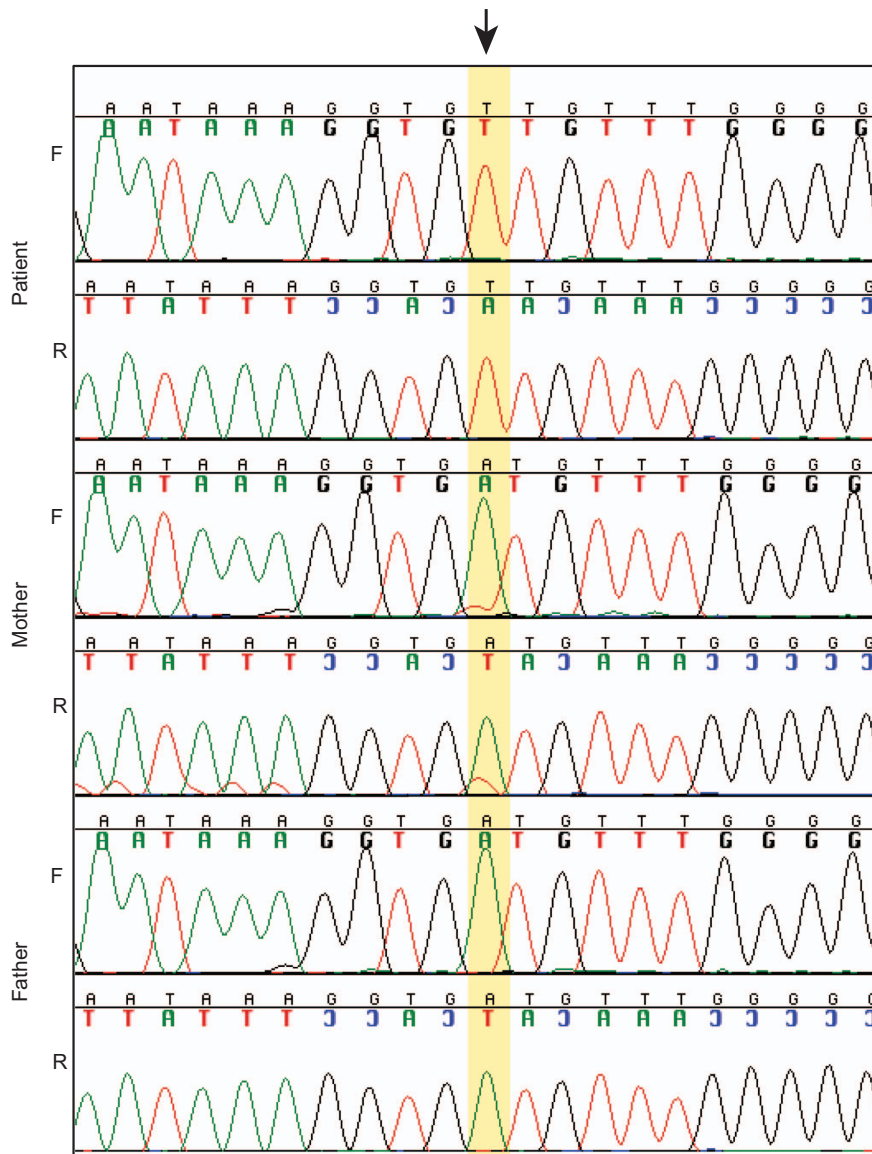 A A T A A A G G T G T T G T T T G G G G
F A A T A A A G G T G T T G T T T G G G G
Patient
A A T A A A G G T G T T G T T T G G G G G
R T T A T T T C C A C A A C A A A C C C C C
A A T A A A G G T G A T G T T T G G G G
F A A T A A A G G T G A T G T T T G G G G
Mother
A A T A A A G G T G A T G T T T G G G G G
R T T A T T T C C A C T A C A A A C C C C C
A A T A A A G G T G A T G T T T G G G G
F A A T A A A G G T G A T G T T T G G G G
Father
A A T A A A G G T G A T G T T T G G G G G
R T T A T T T C C A C T A C A A A C C C C C